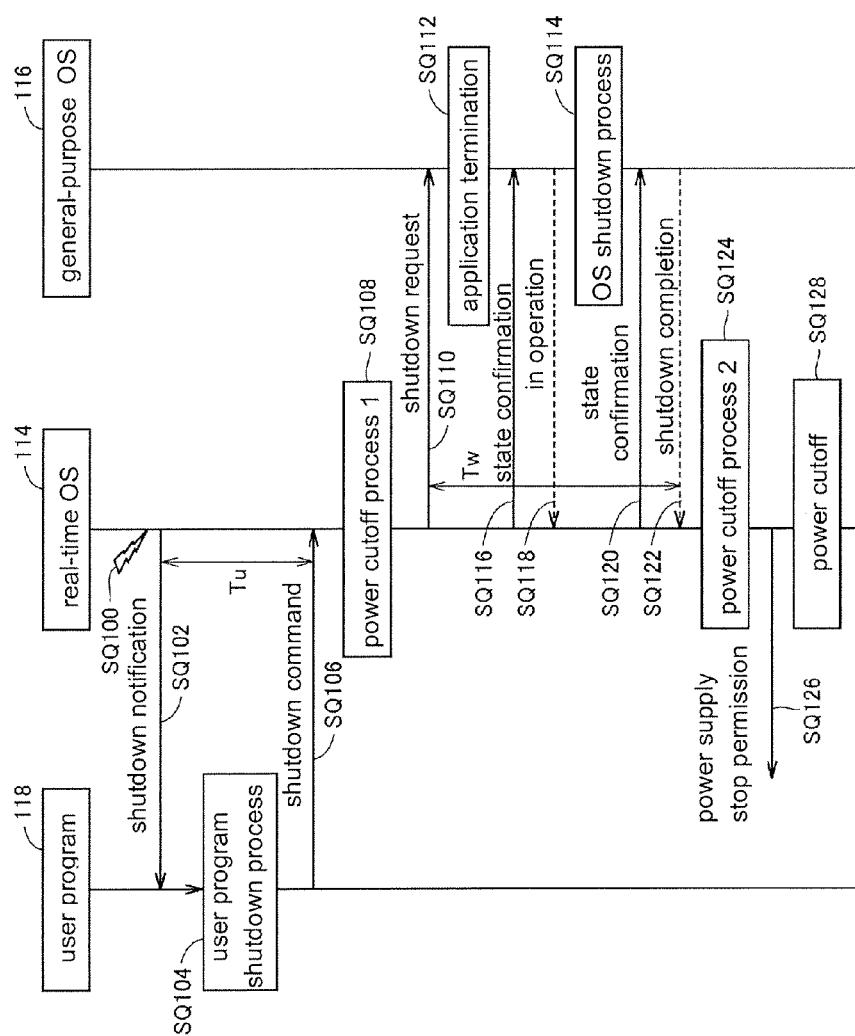 118
user program
114
real-time OS
116
general-purpose OS
SQ100
shutdown notification
SQ102
Tu
SQ104
user program
shutdown process
shutdown command
SQ106
power cutoff process 1
SQ108
shutdown request
SQ110
application termination
SQ112
Tw
state confirmation
SQ116
in operation
SQ118
OS shutdown process
SQ114
state
confirmation
SQ120
shutdown completion
SQ122
power cutoff process 2
SQ124
power supply
stop permission
SQ126
power cutoff
SQ128